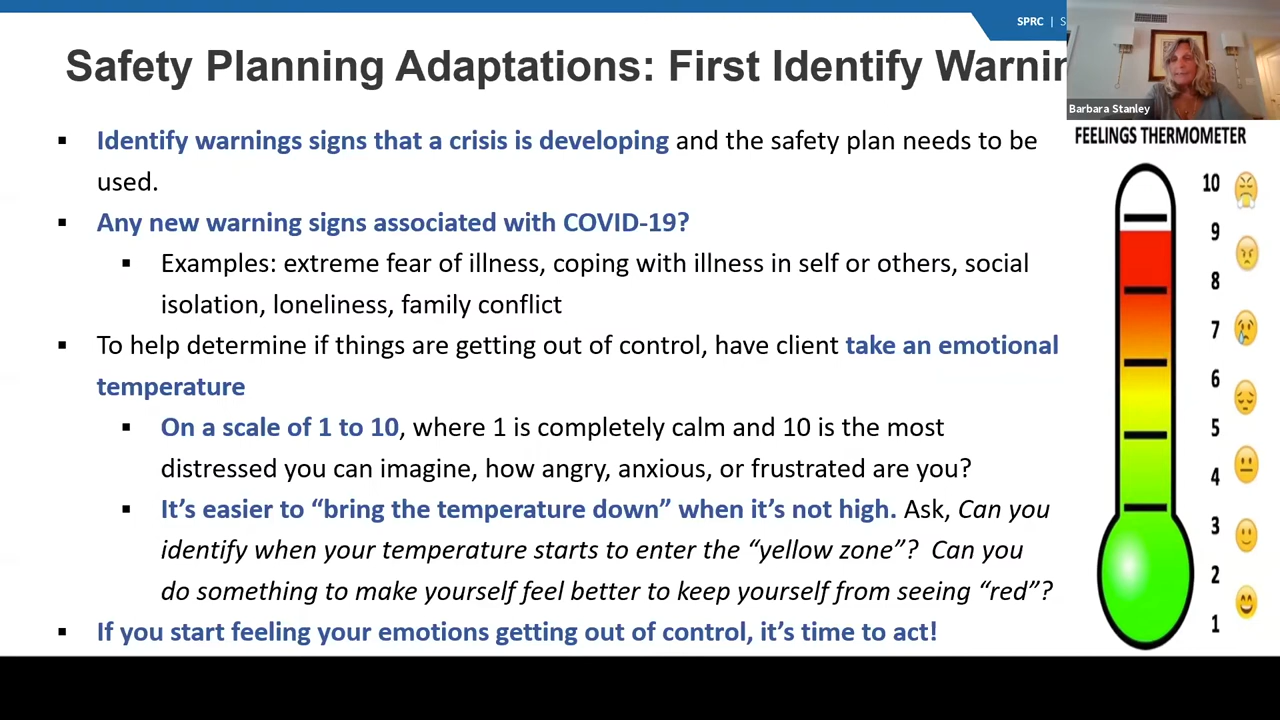 SPRC | S
Safety Planning Adaptations: First Identify Warnin
Barbara Stanley
▪ Identify warnings signs that a crisis is developing and the safety plan needs to be
used.
▪ Any new warning signs associated with COVID-19?
▪ Examples: extreme fear of illness, coping with illness in self or others, social
isolation, loneliness, family conflict
▪ To help determine if things are getting out of control, have client take an emotional
temperature
▪ On a scale of 1 to 10, where 1 is completely calm and 10 is the most
distressed you can imagine, how angry, anxious, or frustrated are you?
▪ It’s easier to “bring the temperature down” when it’s not high. Ask, Can you
identify when your temperature starts to enter the “yellow zone”? Can you
do something to make yourself feel better to keep yourself from seeing “red”?
▪ If you start feeling your emotions getting out of control, it’s time to act!
FEELINGS THERMOMETER
10
9
8
7
6
5
4
3
2
1